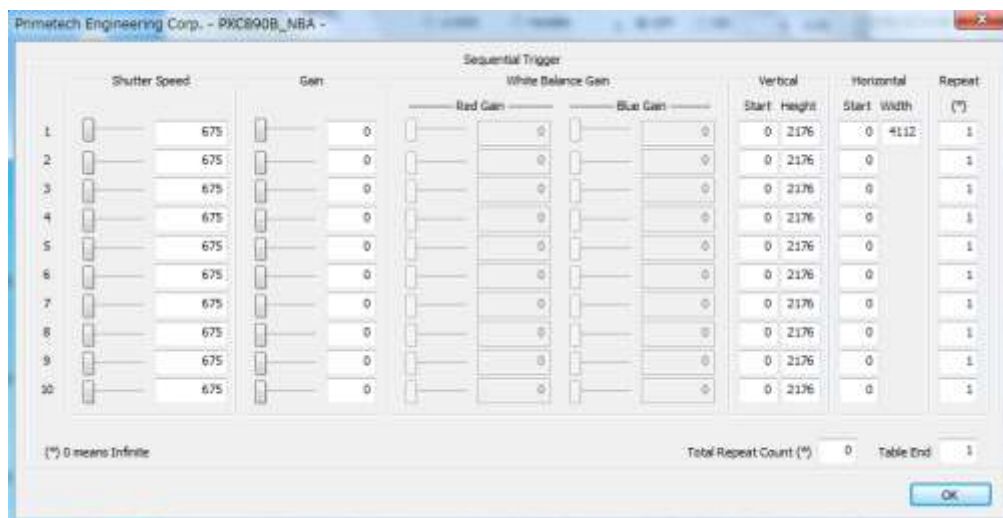 Primetech Engineering Corp. - PXC890B_NBA -
Sequential Trigger
Shutter Speed Gain White Balance Gain Vertical Horizontal Repeat
Red Gain Blue Gain Start Height Start Width (*)
1 675 0 0 0 0 2176 0 4112 1
2 675 0 0 0 0 2176 0 1
3 675 0 0 0 0 2176 0 1
4 675 0 0 0 0 2176 0 1
5 675 0 0 0 0 2176 0 1
6 675 0 0 0 0 2176 0 1
7 675 0 0 0 0 2176 0 1
8 675 0 0 0 0 2176 0 1
9 675 0 0 0 0 2176 0 1
10 675 0 0 0 0 2176 0 1
(*) 0 means Infinite Total Repeat Count (*) 0 Table End 1
OK